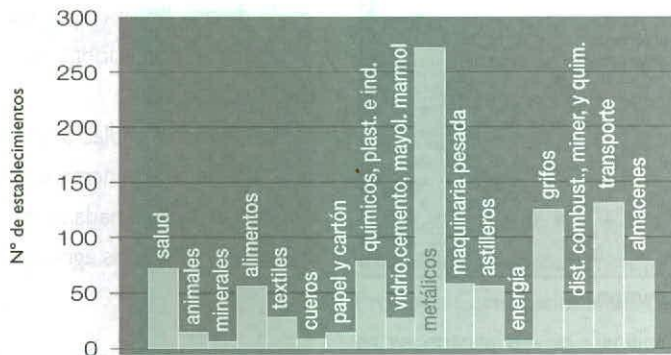 Nº de establecimientos
300
250
200
150
100
50
0
salud
animales
minerales
alimentos
textiles
cueros
papel y cartón
químicos, plast. e ind.
vidrio,cemento, mayol. marmol
metálicos
maquinaria pesada
astilleros
energía
grifos
dist. combust., miner, y quim.
transporte
almacenes